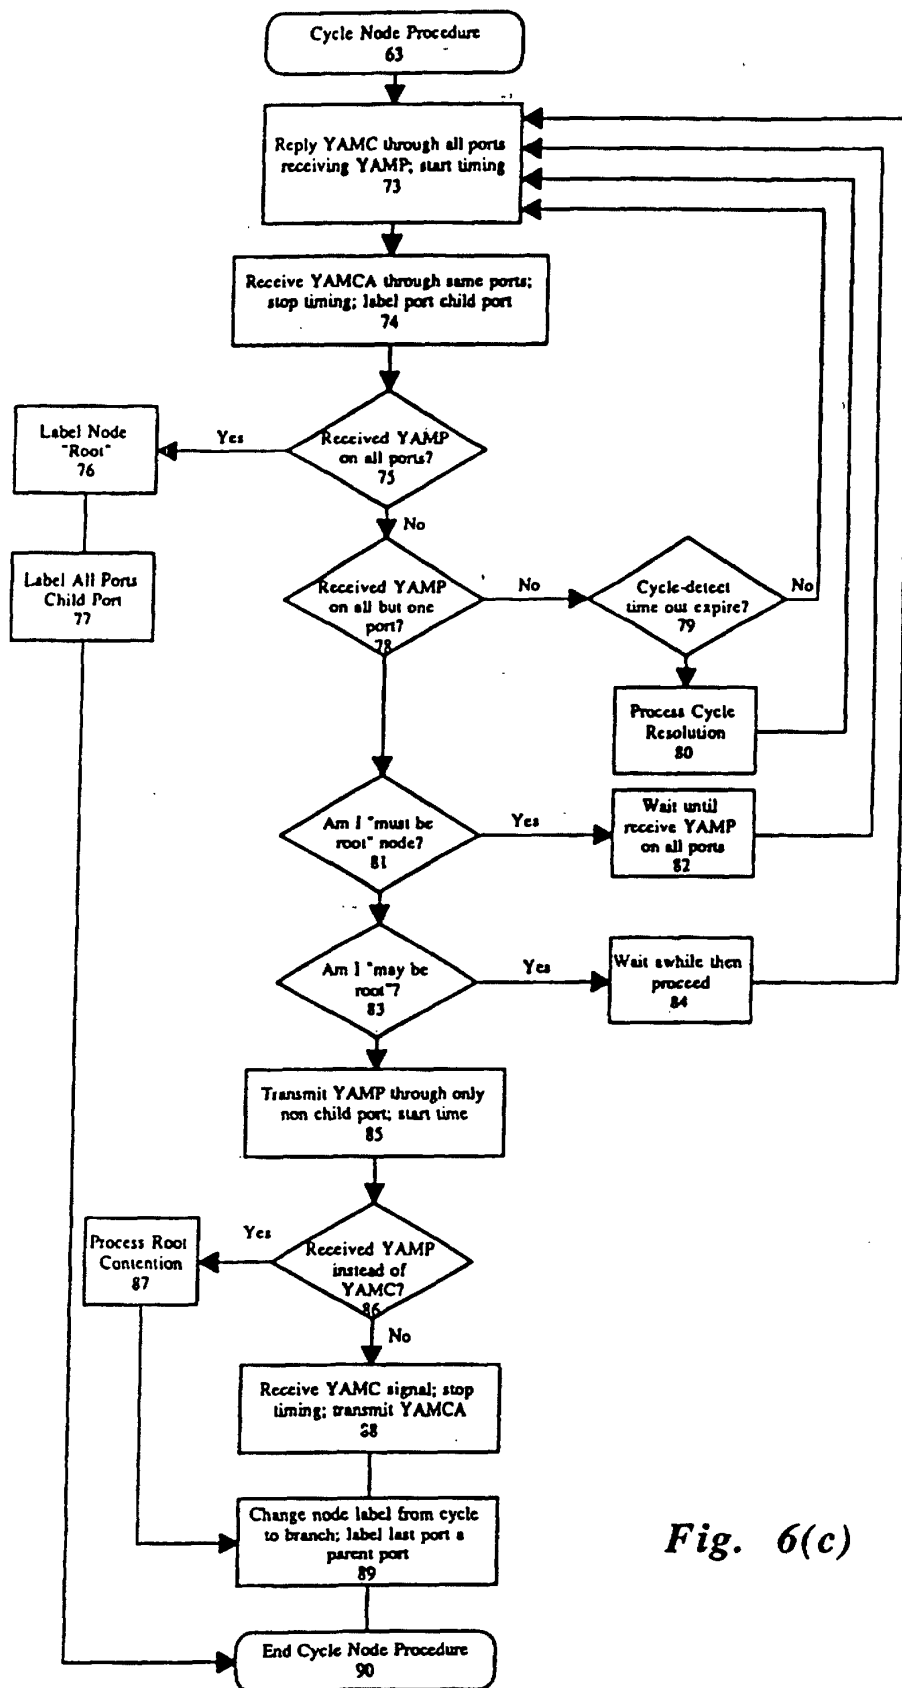 Cycle Node Procedure
63
Reply YAMC through all ports
receiving YAMP; start timing
73
Receive YAMCA through same ports;
stop timing; label port child port
74
Received YAMP
on all ports?
75
Yes
Label Node
"Root"
76
Label All Ports
Child Port
77
No
Received YAMP
on all but one
port?
78
No
Cycle-detect
time out expire?
79
No
Process Cycle
Resolution
80
Am I "must be
root" node?
81
Yes
Wait until
receive YAMP
on all ports
82
Am I "may be
root"?
83
Yes
Wait awhile then
proceed
84
Transmit YAMP through only
non child port; start time
85
Received YAMP
instead of
YAMC?
86
Yes
Process Root
Contention
87
No
Receive YAMC signal; stop
timing; transmit YAMCA
88
Change node label from cycle
to branch; label last port a
parent port
89
End Cycle Node Procedure
90
Fig. 6(c)